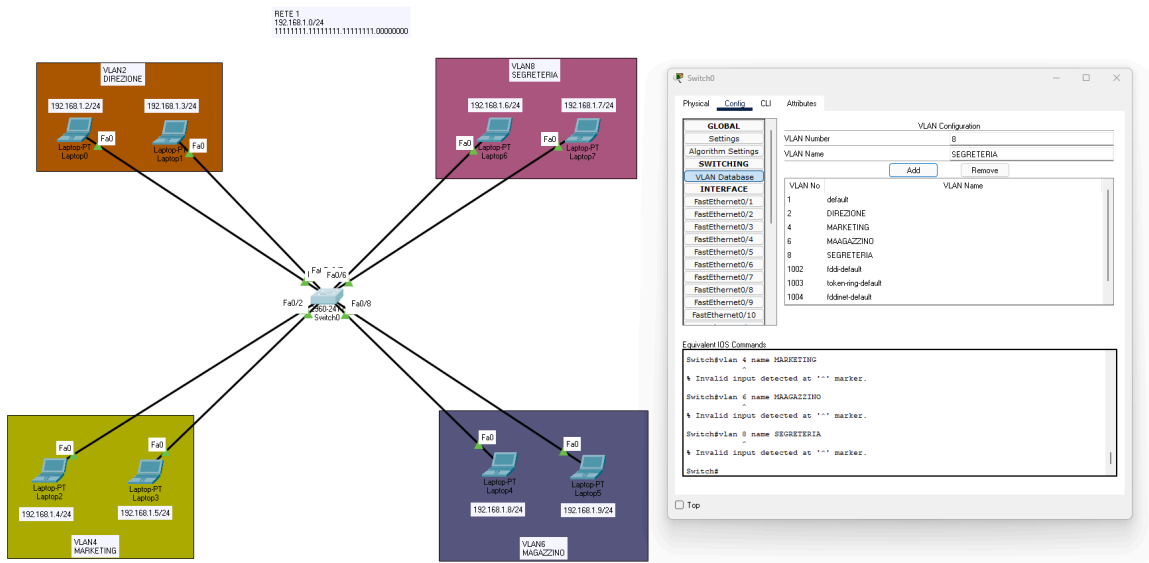 RETE 1
192.168.1.0/24
11111111.11111111.11111111.00000000
VLAN2
DIREZIONE
192.168.1.2/24
192.168.1.3/24
Fa0
Fa0
Laptop-PT
Laptop0
Laptop-PT
Laptop1
VLAN8
SEGRETERIA
192.168.1.6/24
192.168.1.7/24
Fa0
Fa0
Laptop-PT
Laptop6
Laptop-PT
Laptop7
Fa0/6
Fa0/2
Fa0/8
Switch0
Fa0
Fa0
Laptop-PT
Laptop2
Laptop-PT
Laptop3
192.168.1.4/24
192.168.1.5/24
VLAN4
MARKETING
Fa0
Fa0
Laptop-PT
Laptop4
Laptop-PT
Laptop5
192.168.1.8/24
192.168.1.9/24
VLAN6
MAGAZZINO
Switch0
Physical Config CLI Attributes
GLOBAL
Settings
Algorithm Settings
SWITCHING
VLAN Database
INTERFACE
FastEthernet0/1
FastEthernet0/2
FastEthernet0/3
FastEthernet0/4
FastEthernet0/5
FastEthernet0/6
FastEthernet0/7
FastEthernet0/8
FastEthernet0/9
FastEthernet0/10
VLAN Configuration
VLAN Number 8
VLAN Name SEGRETERIA
Add Remove
VLAN No VLAN Name
1 default
2 DIREZIONE
4 MARKETING
6 MAAGAZZINO
8 SEGRETERIA
1002 fddi-default
1003 token-ring-default
1004 fddinet-default
Equivalent IOS Commands
Switch#vlan 4 name MARKETING
^
% Invalid input detected at '^' marker.
Switch#vlan 6 name MAAGAZZINO
^
% Invalid input detected at '^' marker.
Switch#vlan 8 name SEGRETERIA
^
% Invalid input detected at '^' marker.
Switch#
Top